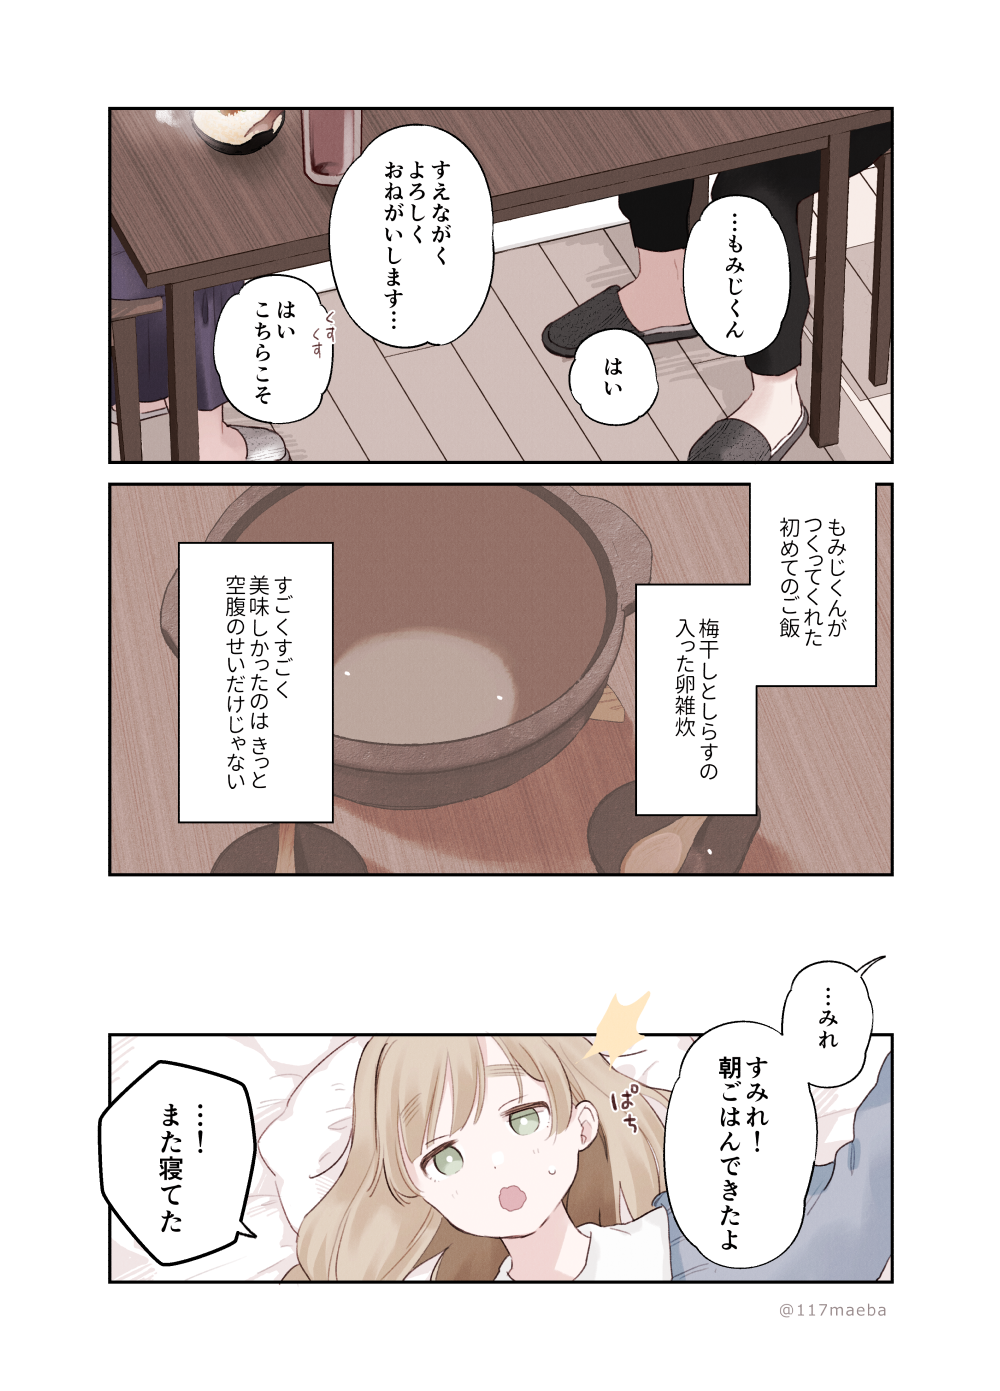 …もみじくん
はい
すえながく
よろしく
おねがいします…
くすくす
はい
こちらこそ
もみじくんが
つくってくれた
初めてのご飯
梅干しとしらすの
入った卵雑炊
すごくすごく
美味しかったのは きっと
空腹のせいだけじゃない
…みれ
すみれ！
朝ごはんできたよ
ぱち
…！
また寝てた
@117maeba